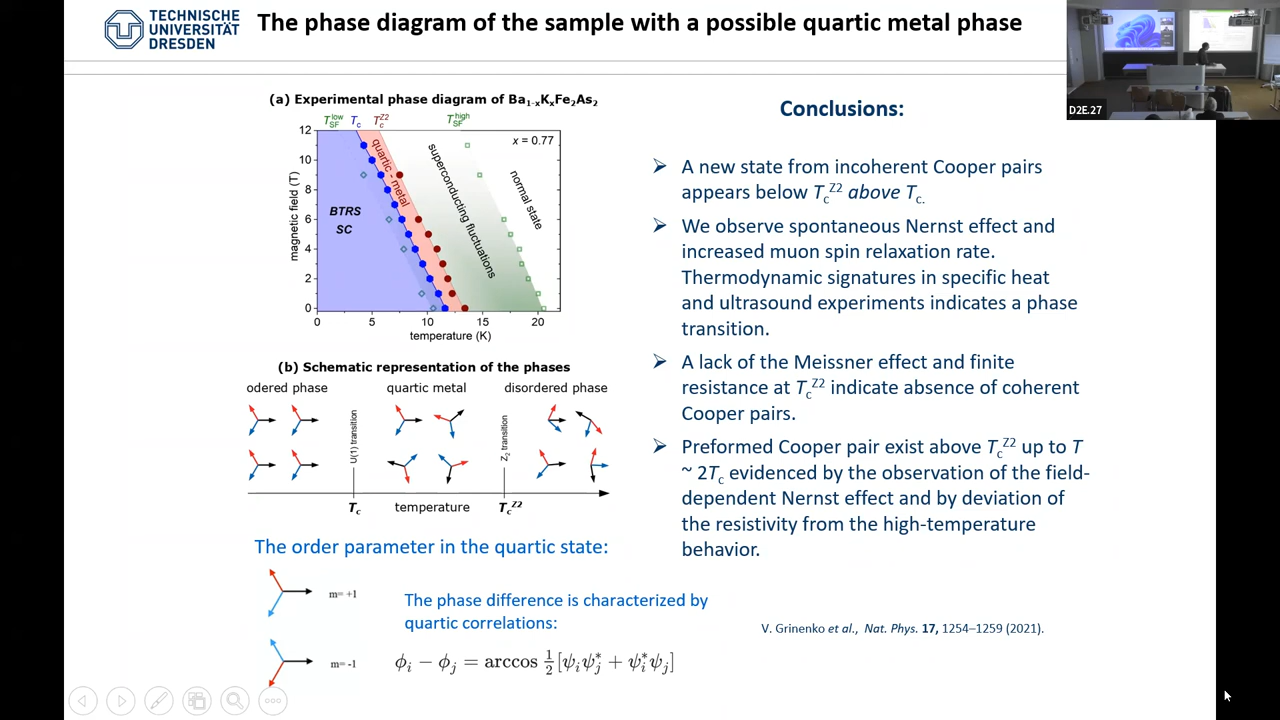 TECHNISCHE
UNIVERSITÄT
DRESDEN
The phase diagram of the sample with a possible quartic metal phase
D2E.27
(a) Experimental phase diagram of Ba₁₋ₓKₓFe₂As₂
T_SF^low T_c T_c^Z2 T_SF^high
x = 0.77
12
10
8
6
4
2
0
magnetic field (T)
BTRS
SC
quartic metal
superconducting fluctuations
normal state
0 5 10 15 20
temperature (K)
(b) Schematic representation of the phases
odered phase quartic metal disordered phase
U(1) transition
Z₂ transition
T_c temperature T_c^Z2
The order parameter in the quartic state:
m= +1
m= -1
The phase difference is characterized by
quartic correlations:
ϕᵢ − ϕⱼ = arccos ½[ψᵢψⱼ* + ψᵢ*ψⱼ]
Conclusions:
➢ A new state from incoherent Cooper pairs
appears below T_c^Z2 above T_c.
➢ We observe spontaneous Nernst effect and
increased muon spin relaxation rate.
Thermodynamic signatures in specific heat
and ultrasound experiments indicates a phase
transition.
➢ A lack of the Meissner effect and finite
resistance at T_c^Z2 indicate absence of coherent
Cooper pairs.
➢ Preformed Cooper pair exist above T_c^Z2 up to T
~ 2T_c evidenced by the observation of the field-
dependent Nernst effect and by deviation of
the resistivity from the high-temperature
behavior.
V. Grinenko et al., Nat. Phys. 17, 1254–1259 (2021).